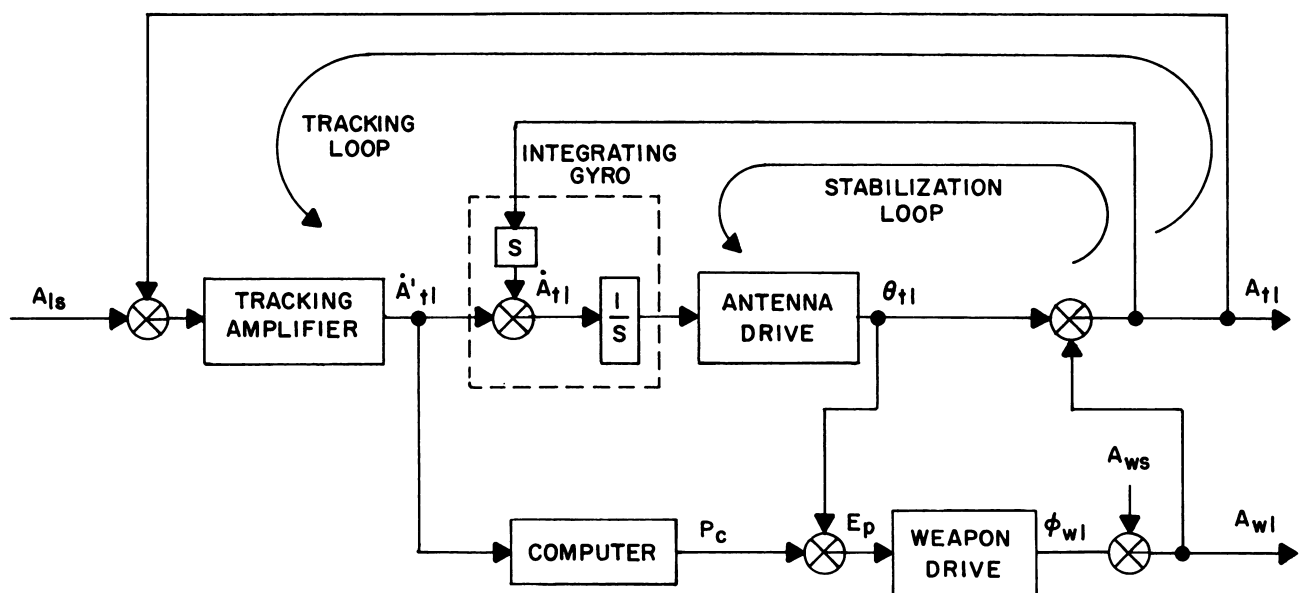 TRACKING
LOOP
INTEGRATING
GYRO
STABILIZATION
LOOP
S
A_ls
TRACKING
AMPLIFIER
Ȧ'_tl
Ȧ_tl
1
S
ANTENNA
DRIVE
θ_tl
A_tl
A_ws
COMPUTER
P_c
E_p
WEAPON
DRIVE
ϕ_wl
A_wl